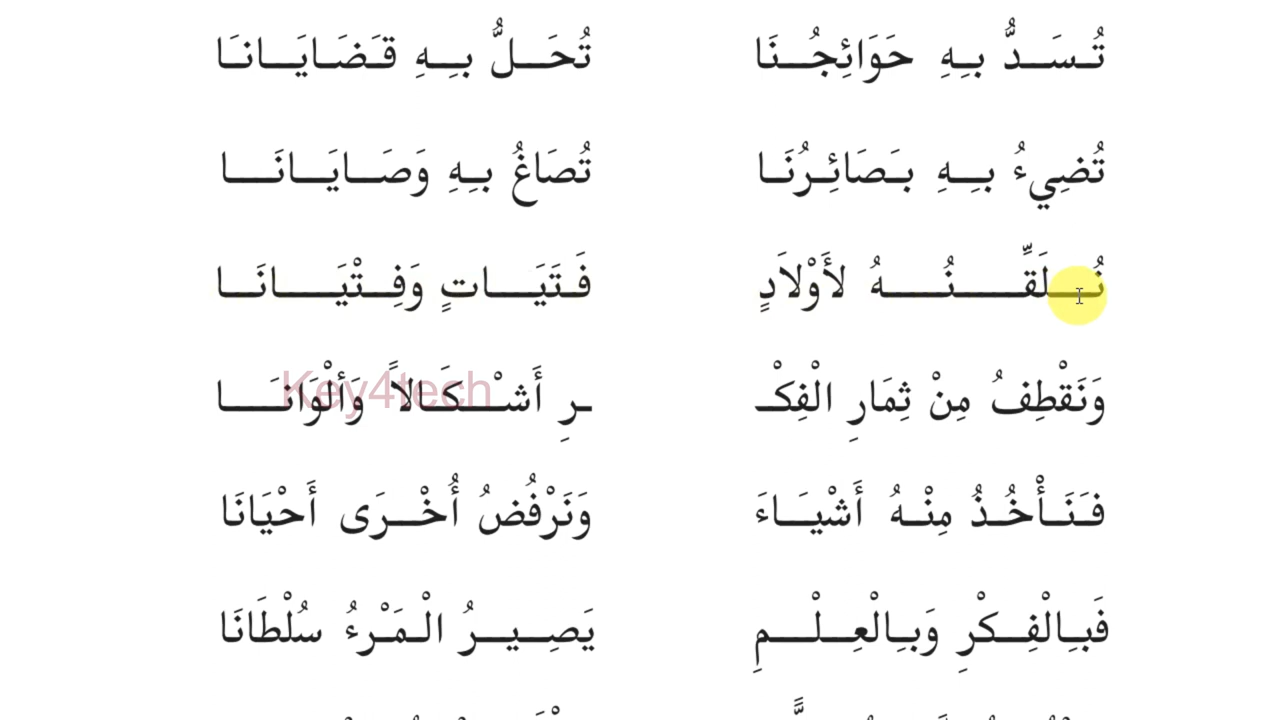 تُسَدُّ بِهِ حَوَائِجُنَا تُحَلُّ بِهِ قَضَايَانَا
تُضِيءُ بِهِ بَصَائِرُنَا تُصَاغُ بِهِ وَصَايَانَا
نُلَقِّنُهُ لأَوْلاَدٍ فَتَيَاتٍ وَفِتْيَانَا
وَنَقْطِفُ مِنْ ثِمَارِ الْفِكْـ ـرِ أَشْكَالاً وَأَلْوَانَا
Key4tech
فَنَأْخُذُ مِنْهُ أَشْيَاءَ وَنَرْفُضُ أُخْرَى أَحْيَانَا
فَبِالْفِكْرِ وَبِالْعِلْمِ يَصِيرُ الْمَرْءُ سُلْطَانَا